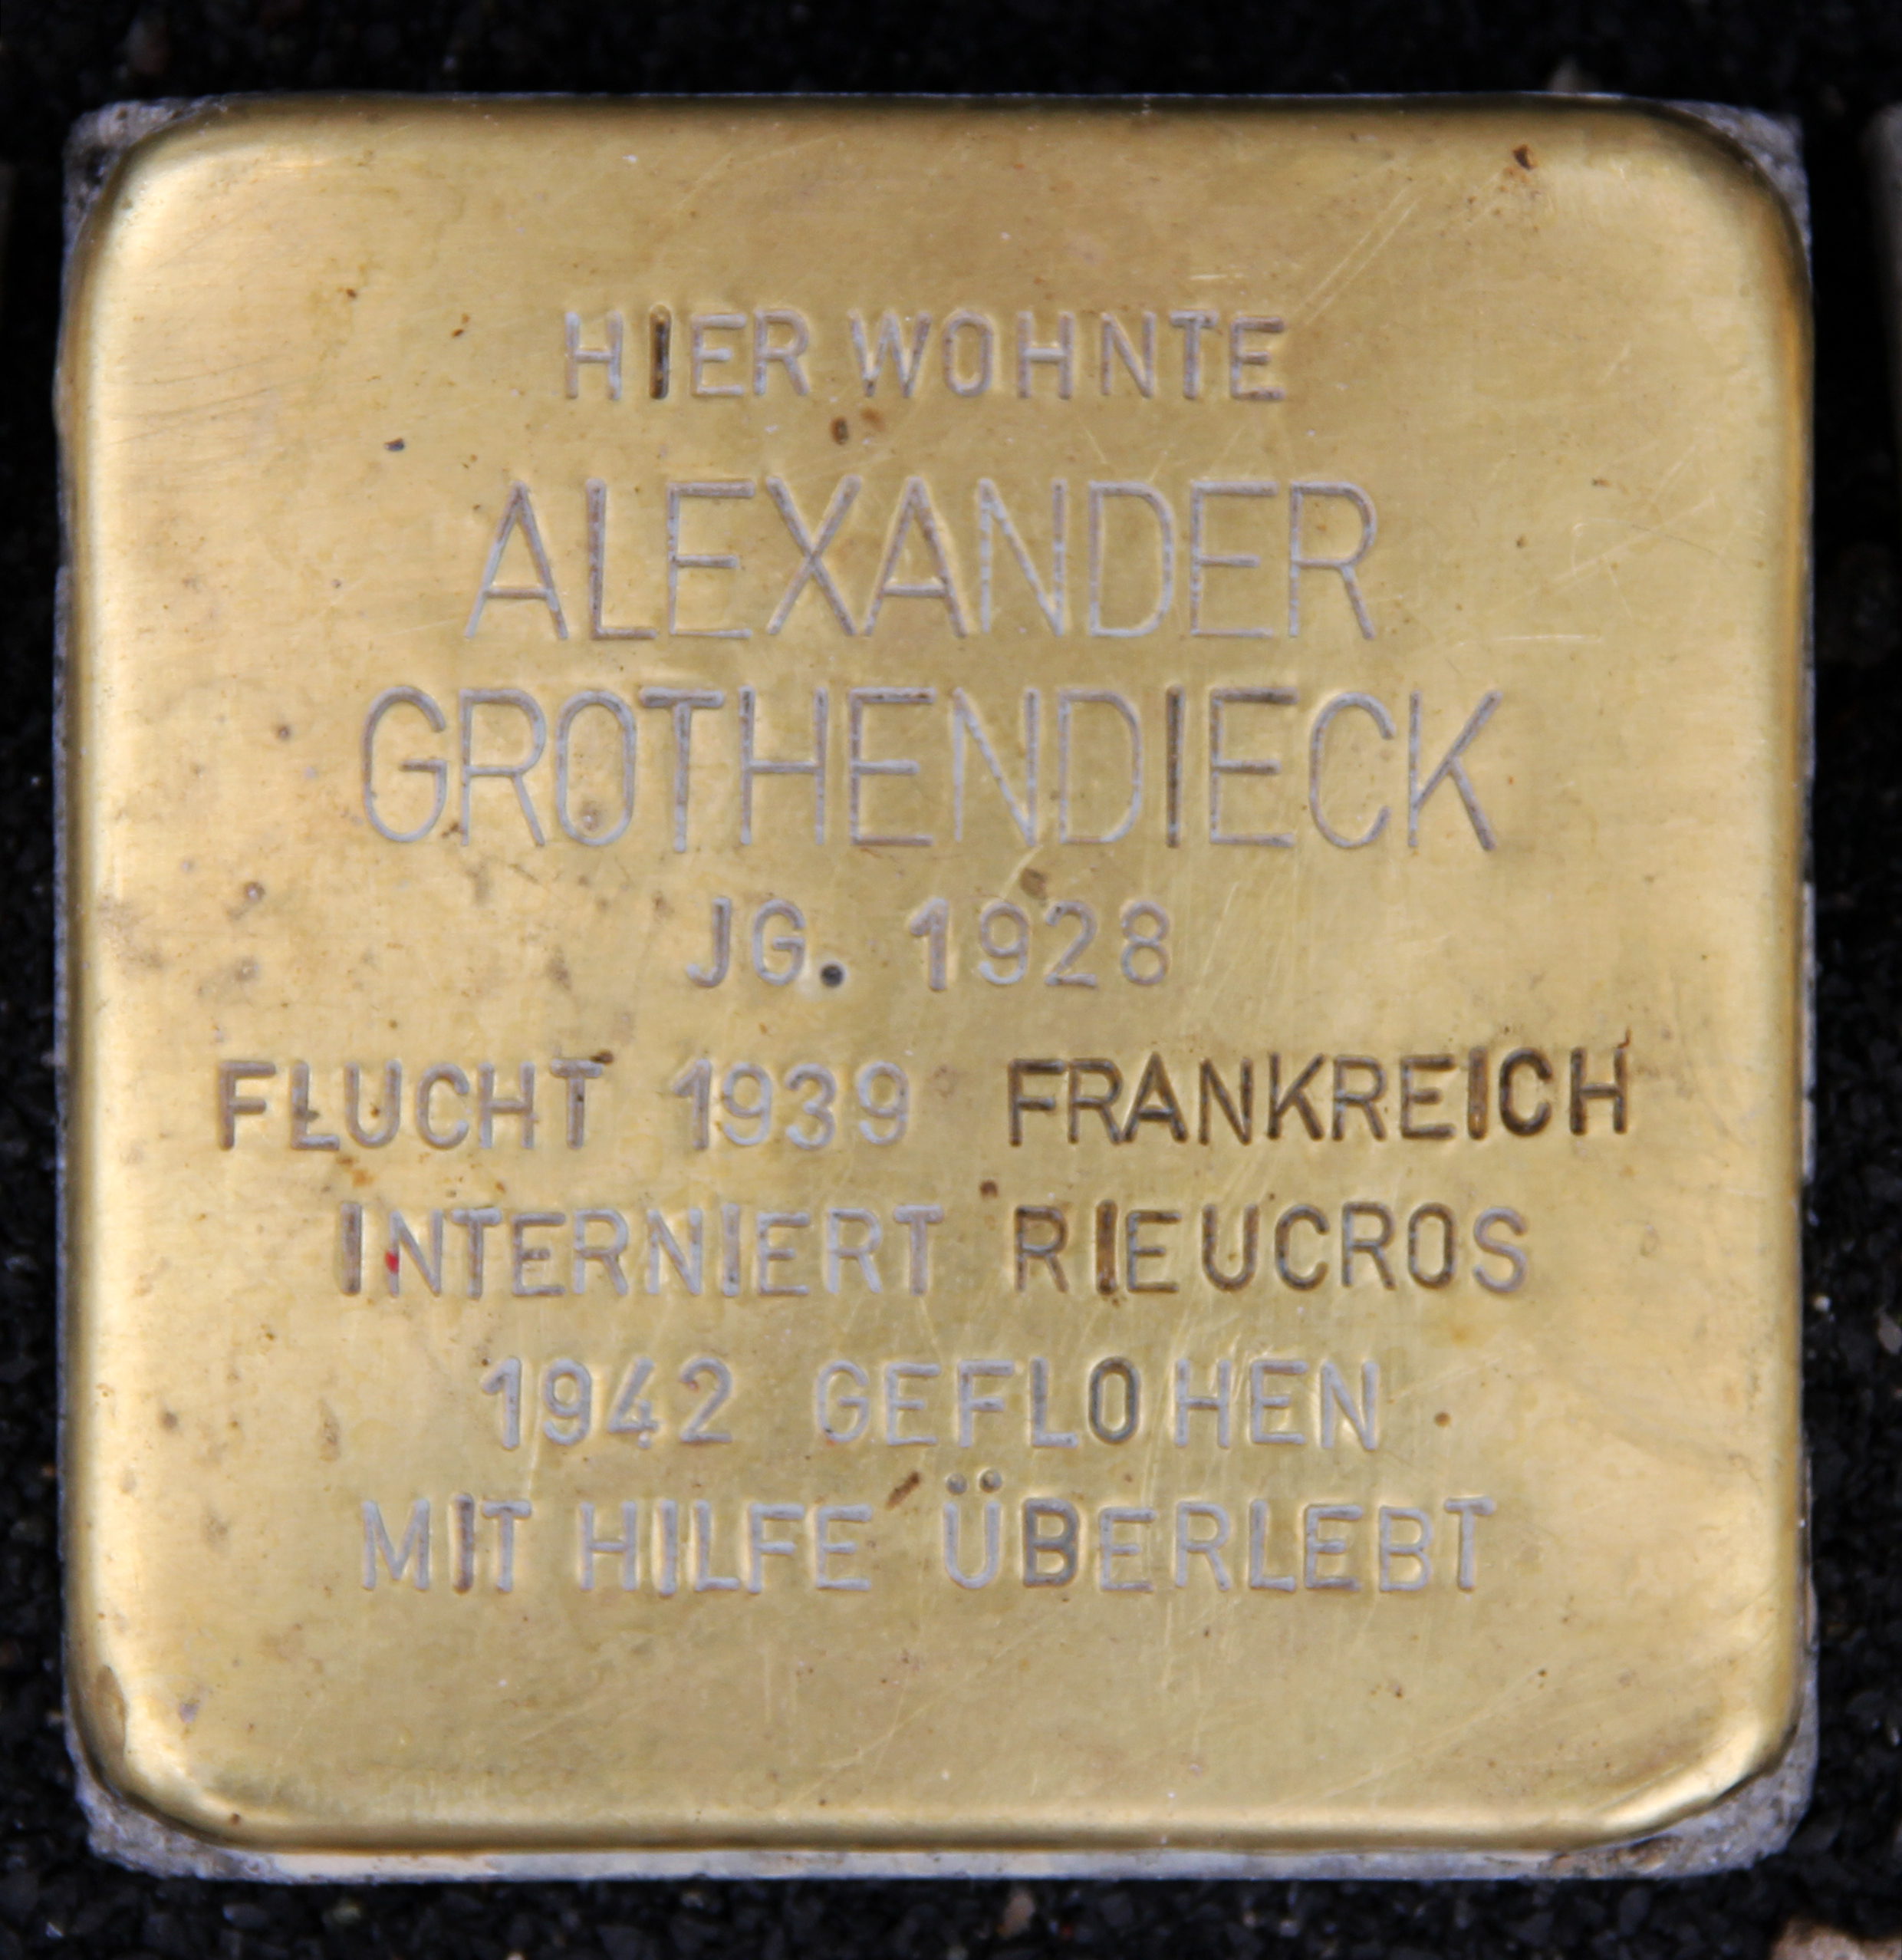 HIER WOHNTE
ALEXANDER
GROTHENDIECK
JG. 1928
FLUCHT 1939 FRANKREICH
INTERNIERT RIEUCROS
1942 GEFLOHEN
MIT HILFE ÜBERLEBT